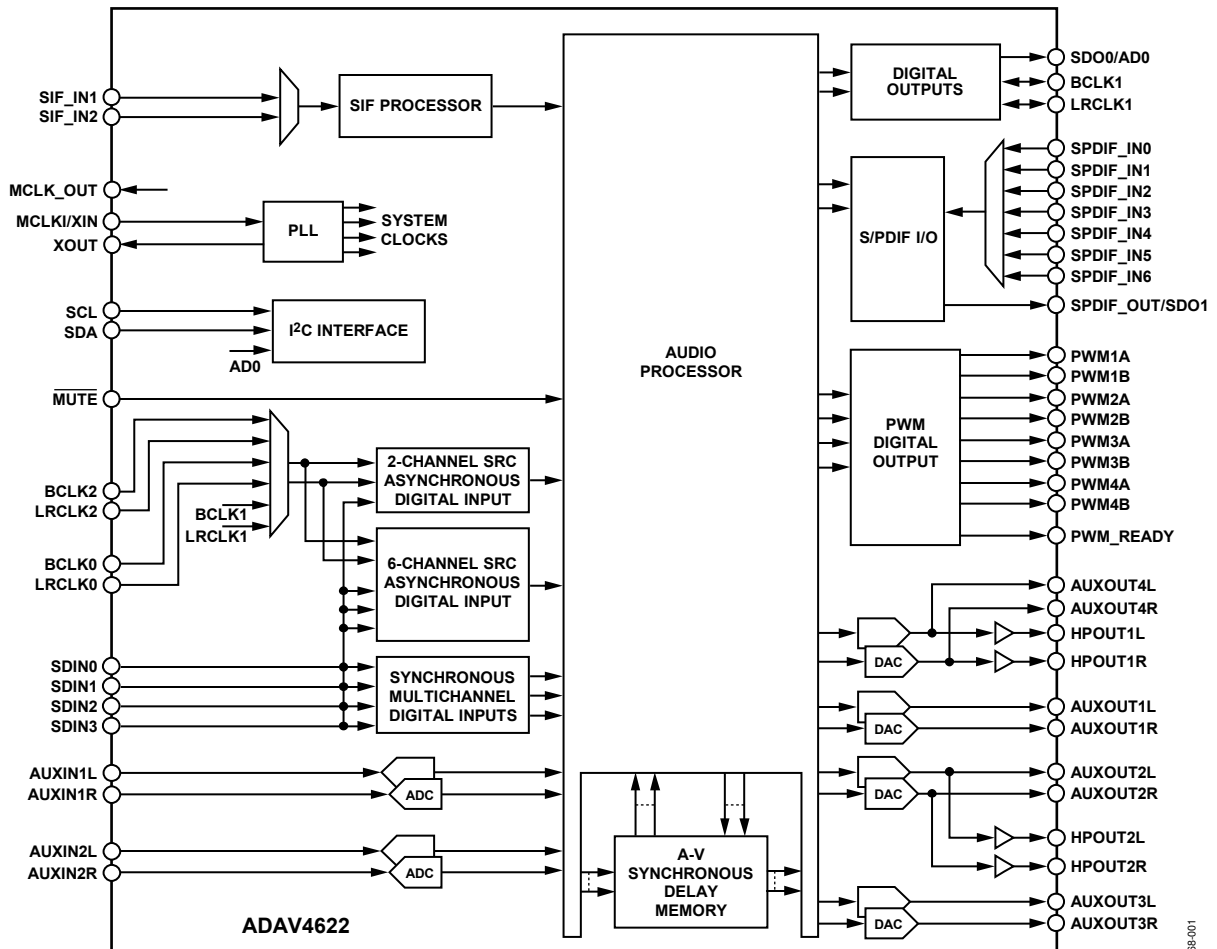 SIF_IN1
SIF_IN2
SIF PROCESSOR
MCLK_OUT
MCLKI/XIN
XOUT
PLL
SYSTEM
CLOCKS
SCL
SDA
I2C INTERFACE
AD0
MUTE
BCLK2
LRCLK2
BCLK1
LRCLK1
BCLK0
LRCLK0
2-CHANNEL SRC
ASYNCHRONOUS
DIGITAL INPUT
6-CHANNEL SRC
ASYNCHRONOUS
DIGITAL INPUT
SDIN0
SDIN1
SDIN2
SDIN3
SYNCHRONOUS
MULTICHANNEL
DIGITAL INPUTS
AUXIN1L
AUXIN1R
ADC
AUXIN2L
AUXIN2R
ADC
ADAV4622
AUDIO
PROCESSOR
A-V
SYNCHRONOUS
DELAY
MEMORY
DIGITAL
OUTPUTS
SDO0/AD0
BCLK1
LRCLK1
S/PDIF I/O
SPDIF_IN0
SPDIF_IN1
SPDIF_IN2
SPDIF_IN3
SPDIF_IN4
SPDIF_IN5
SPDIF_IN6
SPDIF_OUT/SDO1
PWM
DIGITAL
OUTPUT
PWM1A
PWM1B
PWM2A
PWM2B
PWM3A
PWM3B
PWM4A
PWM4B
PWM_READY
AUXOUT4L
AUXOUT4R
HPOUT1L
DAC
HPOUT1R
AUXOUT1L
DAC
AUXOUT1R
AUXOUT2L
DAC
AUXOUT2R
HPOUT2L
HPOUT2R
AUXOUT3L
DAC
AUXOUT3R